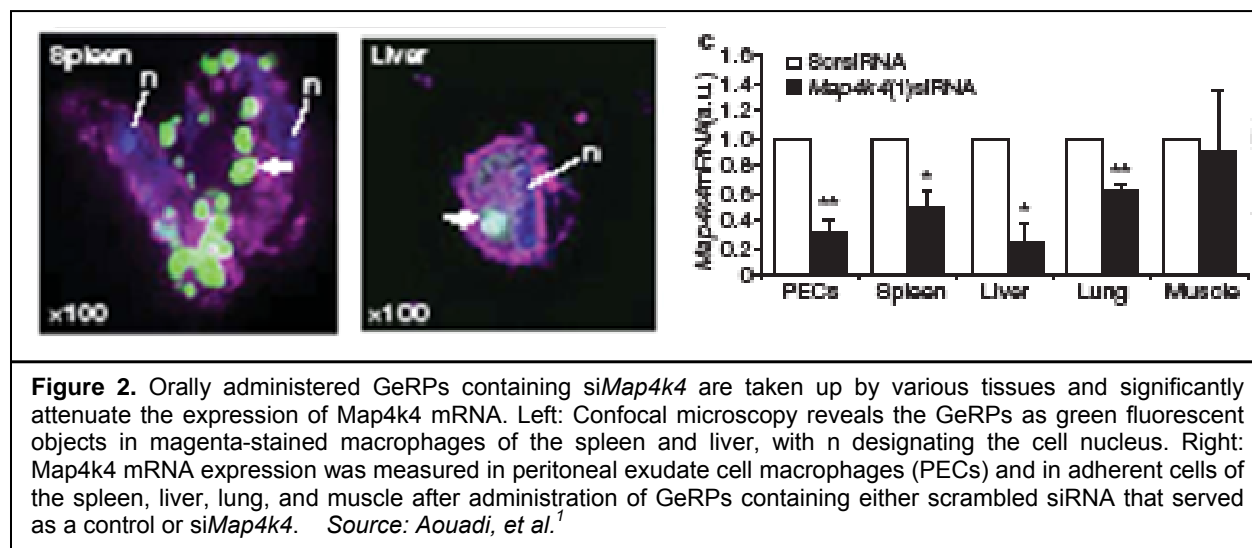 Spleen
n
n
x100
Liver
n
x100
c
Map4k4 mRNA (a.u.)
1.6
1.4
1.2
1.0
0.8
0.6
0.4
0.2
0
ScrsiRNA
Map4k4(1)siRNA
**
*
*
**
PECs
Spleen
Liver
Lung
Muscle
Figure 2. Orally administered GeRPs containing siMap4k4 are taken up by various tissues and significantly
attenuate the expression of Map4k4 mRNA. Left: Confocal microscopy reveals the GeRPs as green fluorescent
objects in magenta-stained macrophages of the spleen and liver, with n designating the cell nucleus. Right:
Map4k4 mRNA expression was measured in peritoneal exudate cell macrophages (PECs) and in adherent cells of
the spleen, liver, lung, and muscle after administration of GeRPs containing either scrambled siRNA that served
as a control or siMap4k4. Source: Aouadi, et al.1